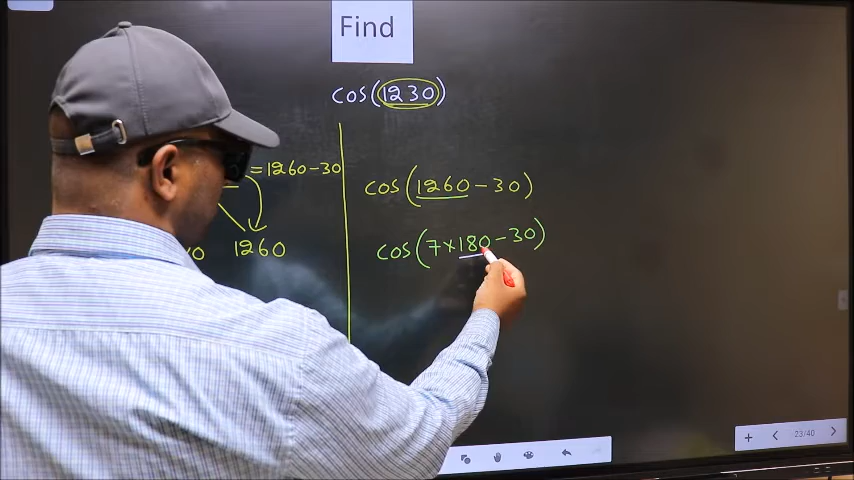 Find
cos(1230)
= 1260 - 30
1260
cos(1260 - 30)
cos(7×180 - 30)
23/40